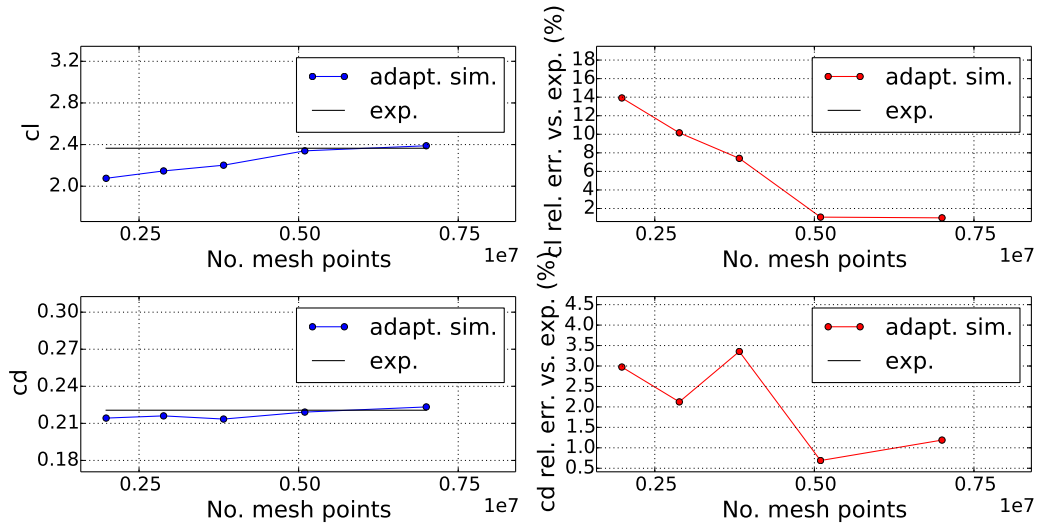 3.2
2.8
2.4
2.0
cl
adapt. sim.
exp.
0.25
0.50
0.75
1e7
No. mesh points
18
16
14
12
10
8
6
4
2
cl rel. err. vs. exp. (%)
adapt. sim.
exp.
0.25
0.50
0.75
1e7
No. mesh points
0.30
0.27
0.24
0.21
0.18
cd
adapt. sim.
exp.
0.25
0.50
0.75
1e7
No. mesh points
4.5
4.0
3.5
3.0
2.5
2.0
1.5
1.0
0.5
cd rel. err. vs. exp. (%)
adapt. sim.
exp.
0.25
0.50
0.75
1e7
No. mesh points